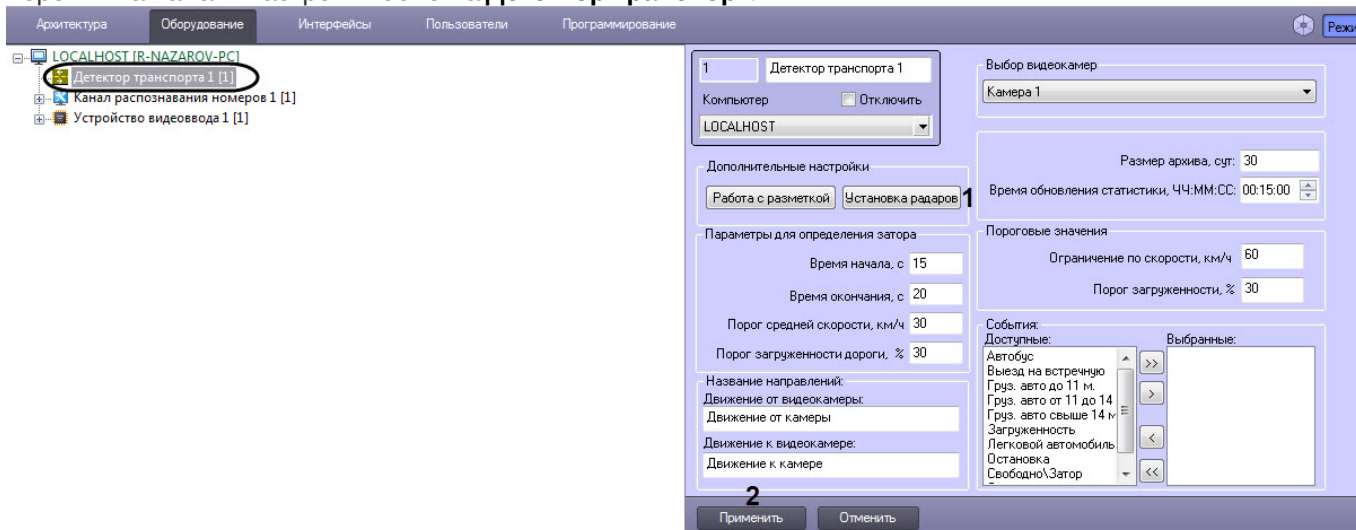 Архитектура Оборудование Интерфейсы Пользователи Программирование
LOCALHOST [R-NAZAROV-PC]
Детектор транспорта 1 [1]
Канал распознавания номеров 1 [1]
Устройство видеоввода 1 [1]
1 Детектор транспорта 1
Компьютер Отключить
LOCALHOST
Дополнительные настройки
Работа с разметкой Установка радаров 1
Параметры для определения затора
Время начала, с 15
Время окончания, с 20
Порог средней скорости, км/ч 30
Порог загруженности дороги, % 30
Название направлений:
Движение от видеокамеры:
Движение от камеры
Движение к видеокамере:
Движение к камере
Выбор видеокамер
Камера 1
Размер архива, сут: 30
Время обновления статистики, ЧЧ:ММ:СС: 00:15:00
Пороговые значения
Ограничение по скорости, км/ч 60
Порог загруженности, % 30
События:
Доступные: Выбранные:
Автобус
Выезд на встречную
Груз. авто до 11 м.
Груз. авто от 11 до 14
Груз. авто свыше 14 м
Загруженность
Легковой автомобиль
Остановка
Свободно\Затор
>>
>
<
<<
2
Применить Отменить